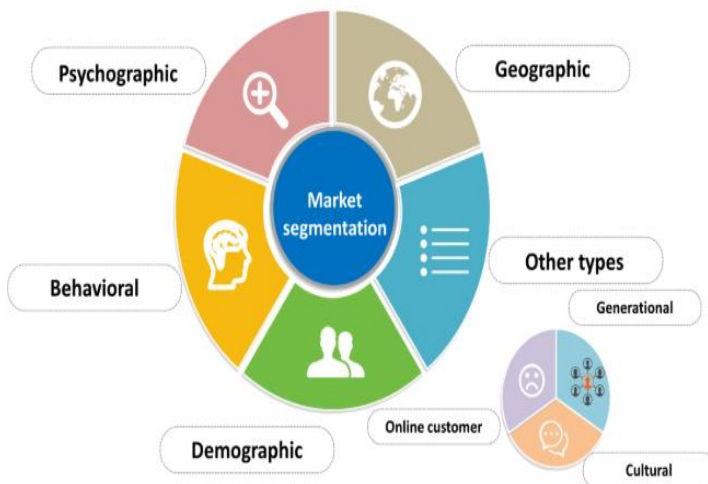 Psychographic
Geographic
Market
segmentation
Behavioral
Other types
Generational
Demographic
Online customer
Cultural